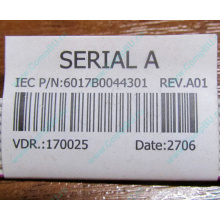 SERIAL A
IEC P/N:6017B0044301 REV.A01
VDR.:170025 Date:2706